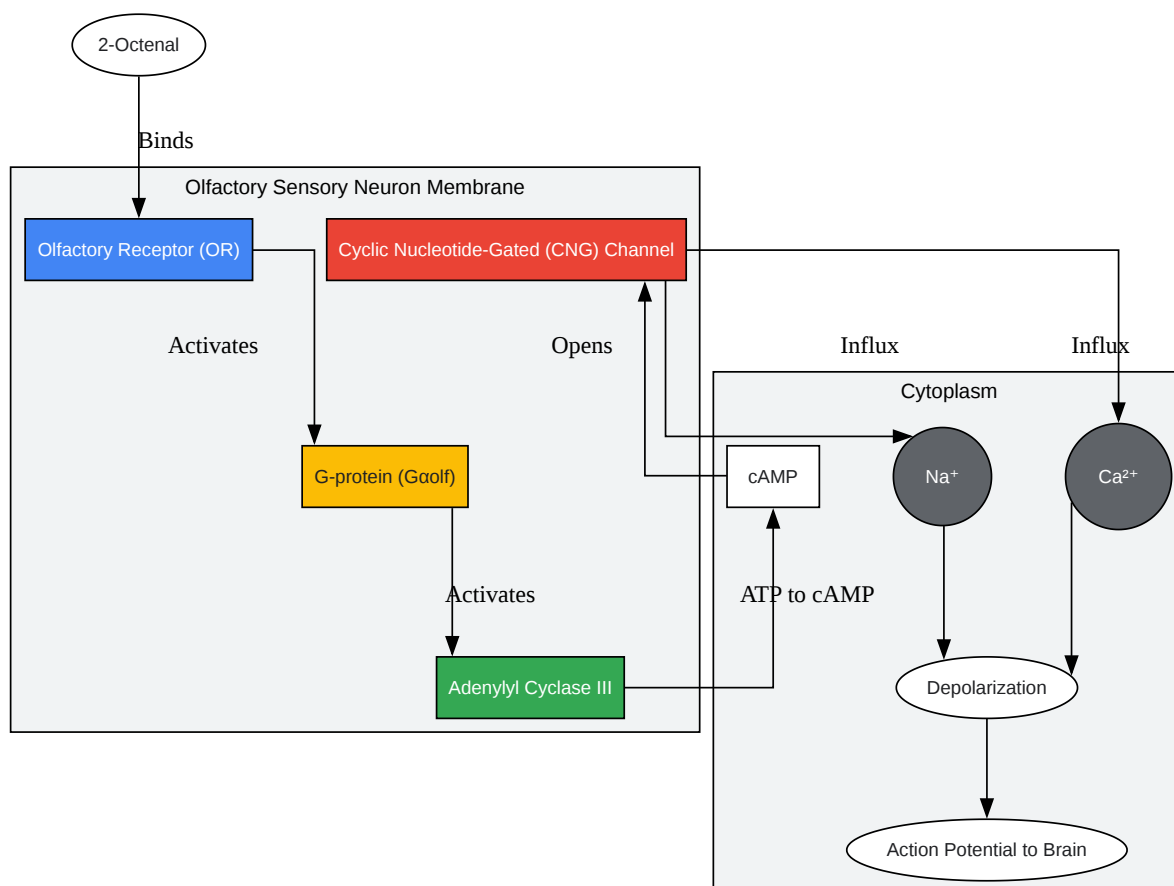 2-Octenal
Binds
Olfactory Sensory Neuron Membrane
Olfactory Receptor (OR)
Cyclic Nucleotide-Gated (CNG) Channel
Activates
Opens
Influx
Influx
Cytoplasm
G-protein (Gαolf)
cAMP
Na⁺
Ca²⁺
Activates
ATP to cAMP
Adenylyl Cyclase III
Depolarization
Action Potential to Brain